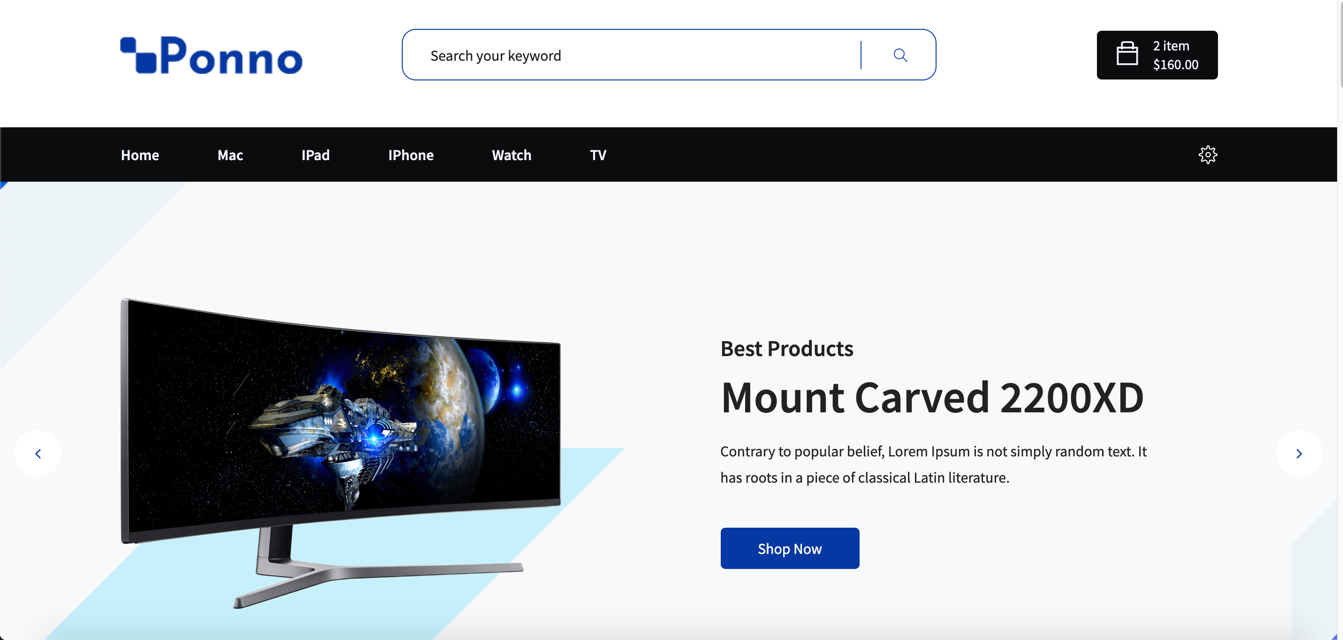 Ponno
Search your keyword
2 item
$160.00
Home
Mac
IPad
IPhone
Watch
TV
Best Products
Mount Carved 2200XD
Contrary to popular belief, Lorem Ipsum is not simply random text. It
has roots in a piece of classical Latin literature.
Shop Now